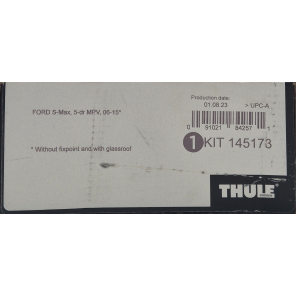 Production date:
01.08.23 > UPC-A
FORD S-Max, 5-dr MPV, 06-15*
0 91021 84257 1
* Without fixpoint and with glassroof
1 KIT 145173
THULE